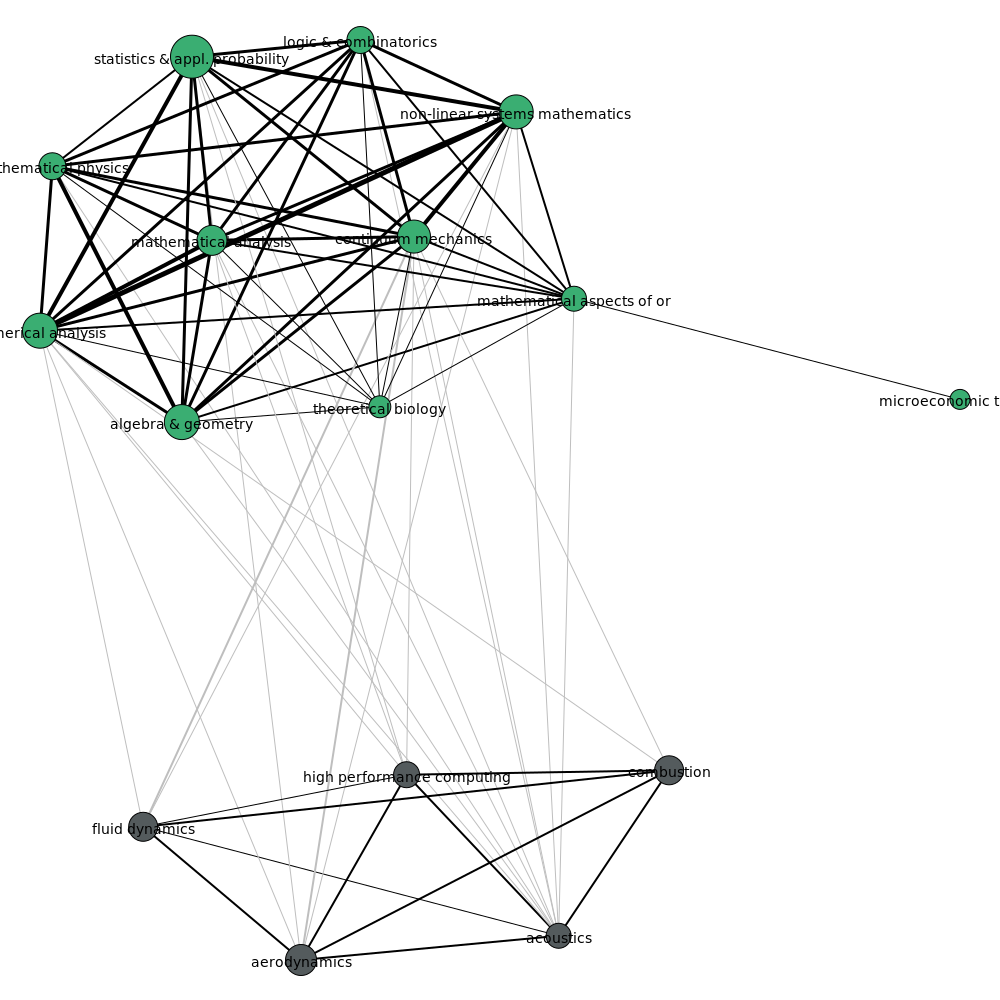 logic & combinatorics
statistics & appl. probability
non-linear systems mathematics
thematical physics
mathematical analysis
continuum mechanics
mathematical aspects of or
nerical analysis
microeconomic t
theoretical biology
algebra & geometry
high performance computing
combustion
fluid dynamics
acoustics
aerodynamics